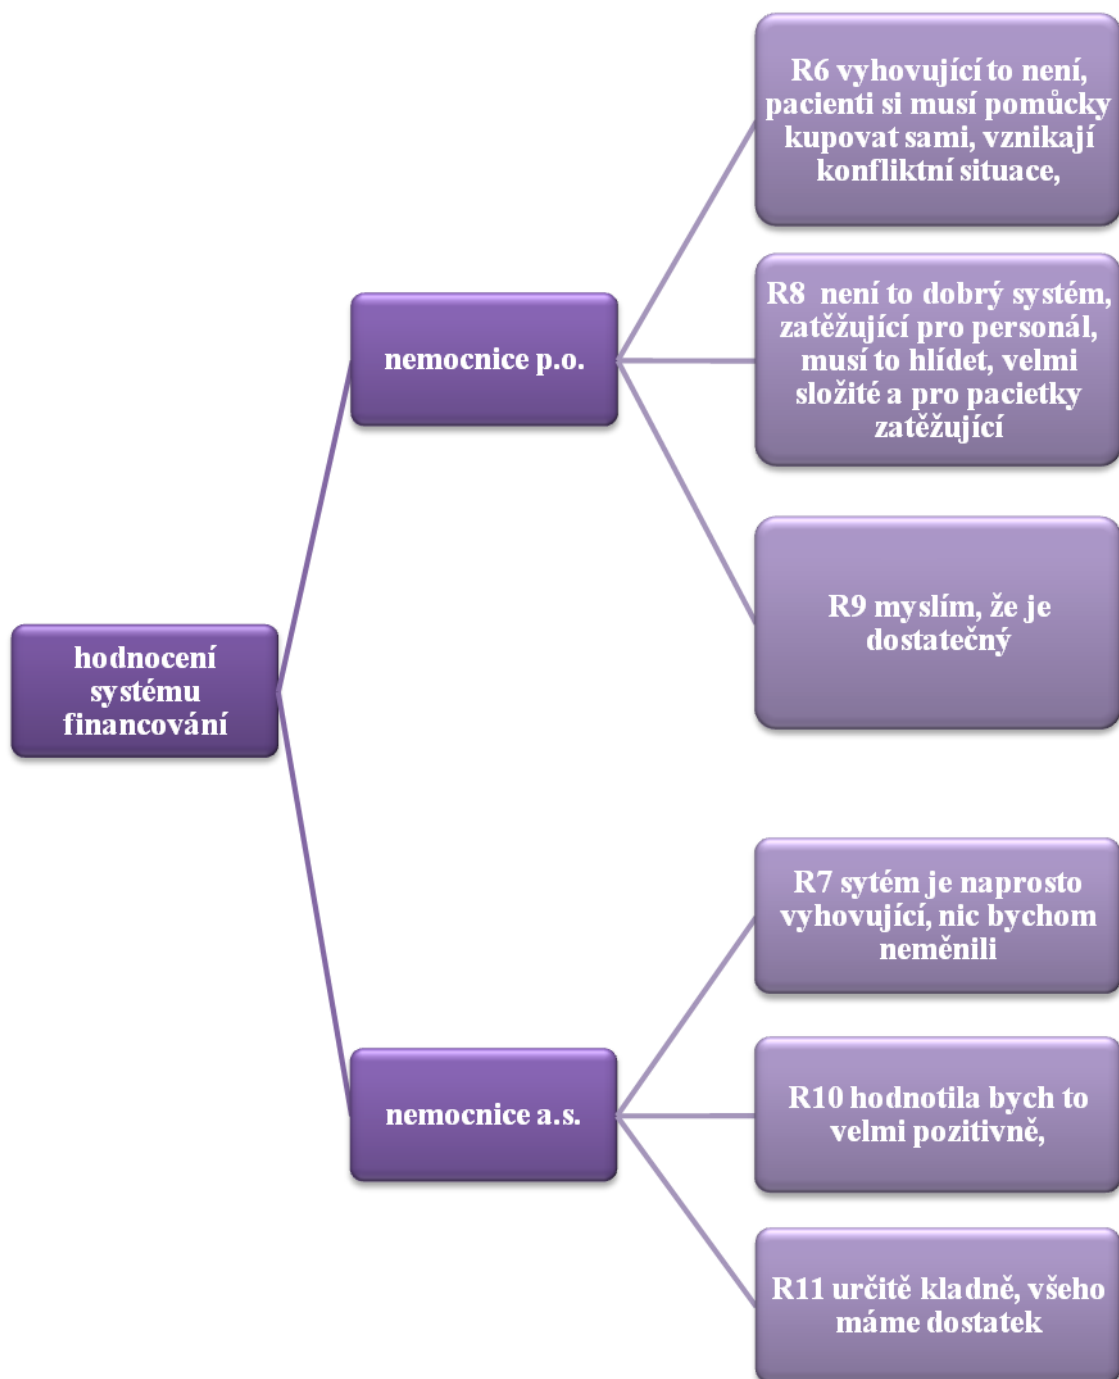 hodnocení
systému
financování
nemocnice p.o.
R6 vyhovující to není,
pacienti si musí pomůcky
kupovat sami, vznikají
konfliktní situace,
R8 není to dobrý systém,
zatěžující pro personál,
musí to hlídet, velmi
složité a pro pacietky
zatěžující
R9 myslím, že je
dostatečný
nemocnice a.s.
R7 sytém je naprosto
vyhovující, nic bychom
neměnili
R10 hodnotila bych to
velmi pozitivně,
R11 určitě kladně, všeho
máme dostatek